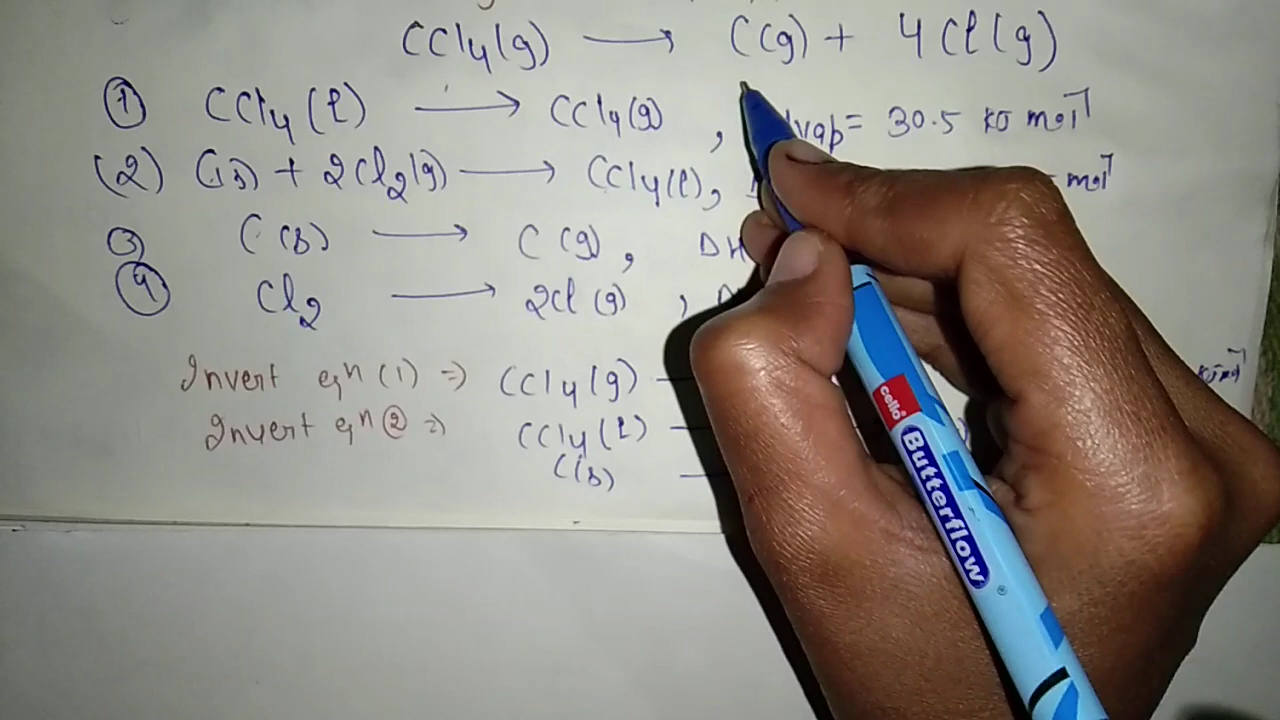 CCl4(g) → C(g) + 4Cl(g)
① CCl4(l) → CCl4(g) , vap = 30.5 kJ mol⁻¹
(2) C(s) + 2Cl2(g) → CCl4(l), mol⁻¹
③ C(s) → C(g), ΔH
④ Cl2 → 2Cl(g) ,
Invert eqn (1) ⇒ CCl4(g)
Invert eqn ② ⇒ CCl4(l)
C(s)
cello
Butterflow